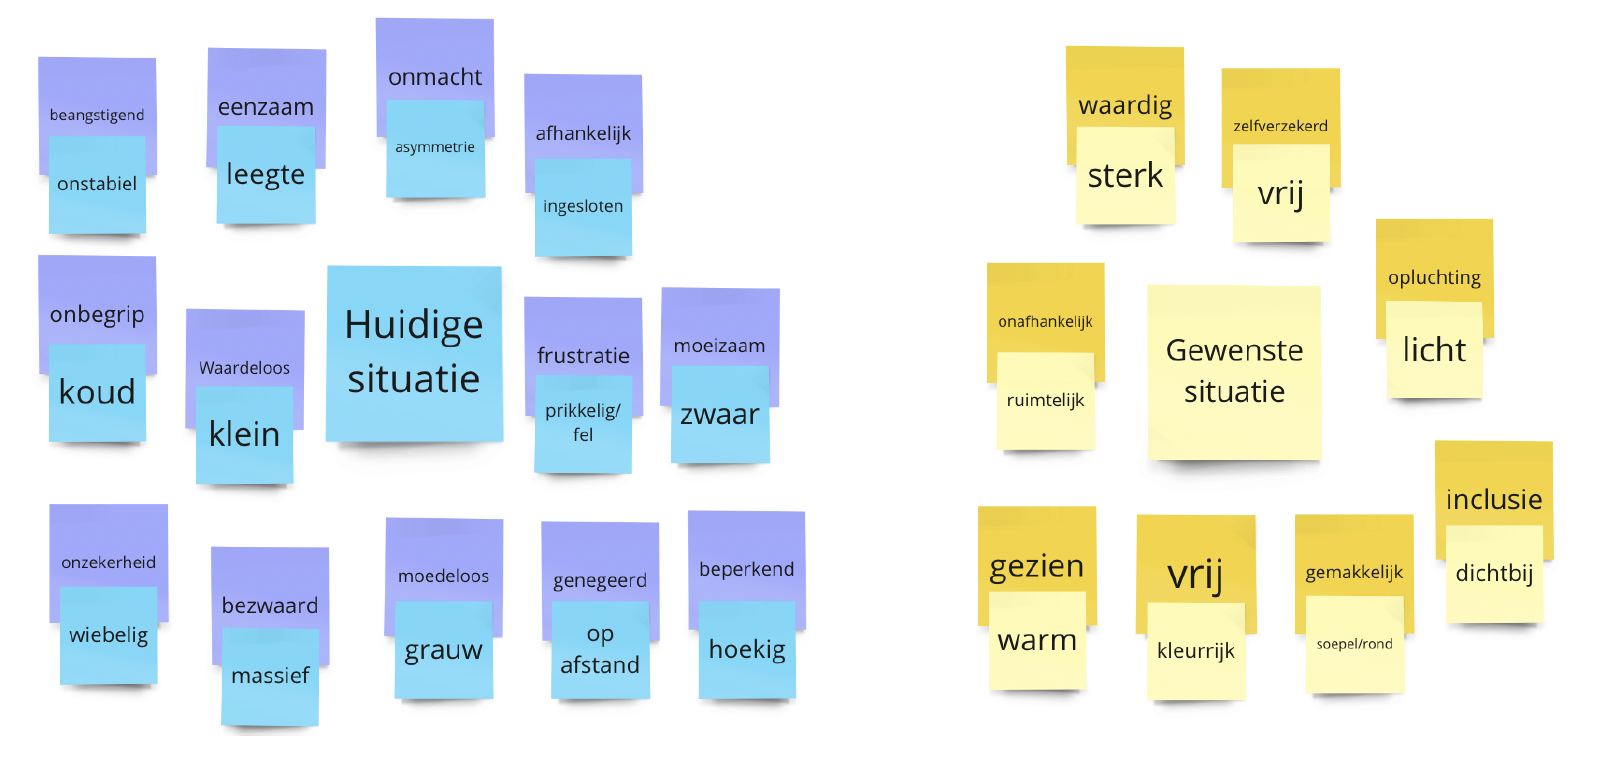 beangstigend
onstabiel
eenzaam
leegte
onmacht
asymmetrie
afhankelijk
ingesloten
onbegrip
koud
Waardeloos
klein
Huidige
situatie
frustratie
prikkelig/
fel
moeizaam
zwaar
onzekerheid
wiebelig
bezwaard
massief
moedeloos
grauw
genegeerd
op
afstand
beperkend
hoekig
waardig
sterk
zelfverzekerd
vrij
opluchting
licht
onafhankelijk
ruimtelijk
Gewenste
situatie
inclusie
dichtbij
gezien
warm
vrij
kleurrijk
gemakkelijk
soepel/rond